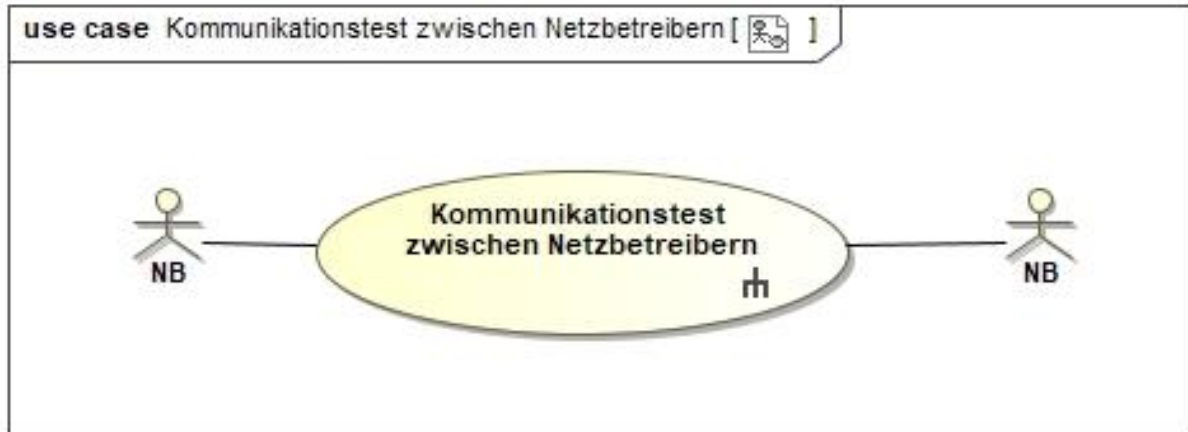 use case Kommunikationstest zwischen Netzbetreibern [ ]
Kommunikationstest
zwischen Netzbetreibern
NB
NB